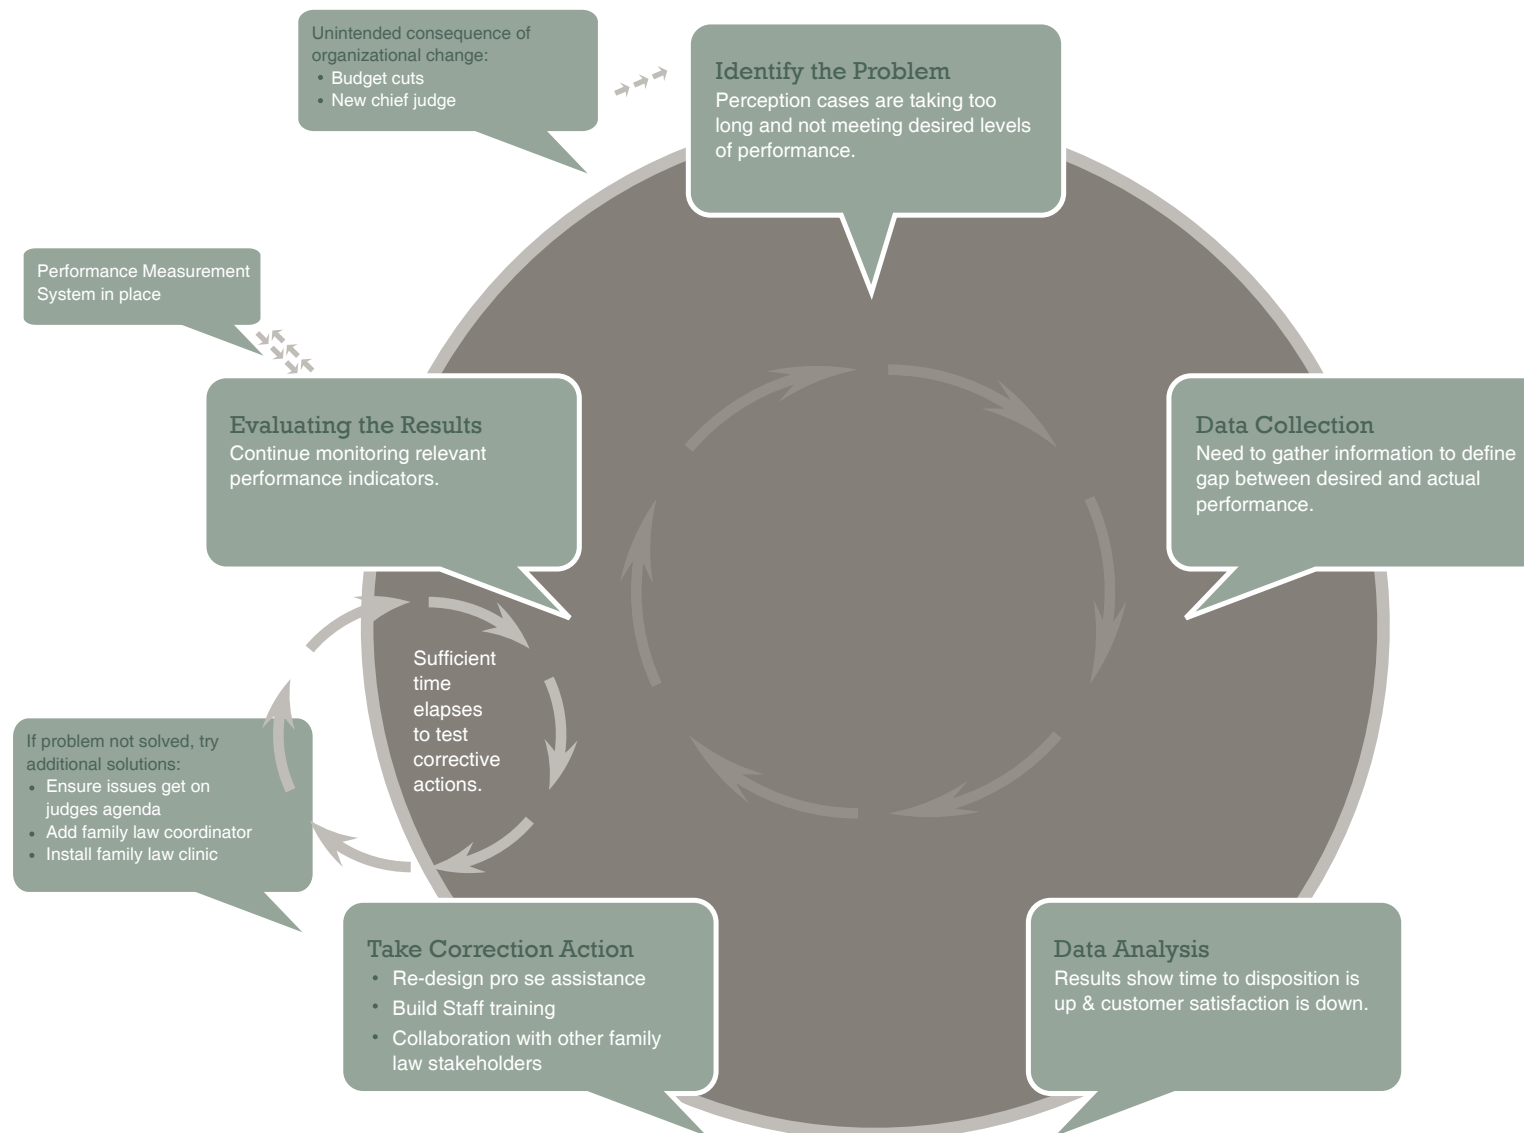 Unintended consequence of
organizational change:
• Budget cuts
• New chief judge
Identify the Problem
Perception cases are taking too
long and not meeting desired levels
of performance.
Performance Measurement
System in place
Evaluating the Results
Continue monitoring relevant
performance indicators.
Data Collection
Need to gather information to define
gap between desired and actual
performance.
Sufficient
time
elapses
to test
corrective
actions.
If problem not solved, try
additional solutions:
• Ensure issues get on
judges agenda
• Add family law coordinator
• Install family law clinic
Take Correction Action
• Re-design pro se assistance
• Build Staff training
• Collaboration with other family
law stakeholders
Data Analysis
Results show time to disposition is
up & customer satisfaction is down.